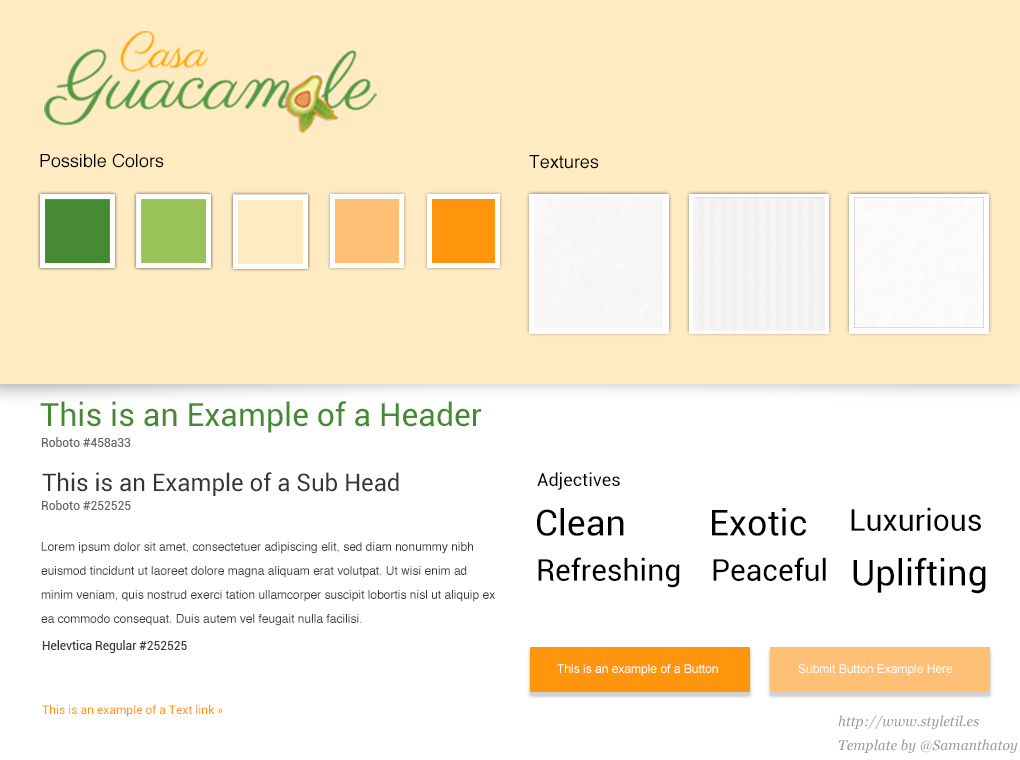 Casa
Guacamole
Possible Colors
Textures
This is an Example of a Header
Roboto #458a33
This is an Example of a Sub Head
Roboto #252525
Lorem ipsum dolor sit amet, consectetuer adipiscing elit, sed diam nonummy nibh
euismod tincidunt ut laoreet dolore magna aliquam erat volutpat. Ut wisi enim ad
minim veniam, quis nostrud exerci tation ullamcorper suscipit lobortis nisl ut aliquip ex
ea commodo consequat. Duis autem vel feugait nulla facilisi.
Helevtica Regular #252525
This is an example of a Text link »
Adjectives
Clean Exotic Luxurious
Refreshing Peaceful Uplifting
This is an example of a Button
Submit Button Example Here
http://www.styletil.es
Template by @Samanthatoy